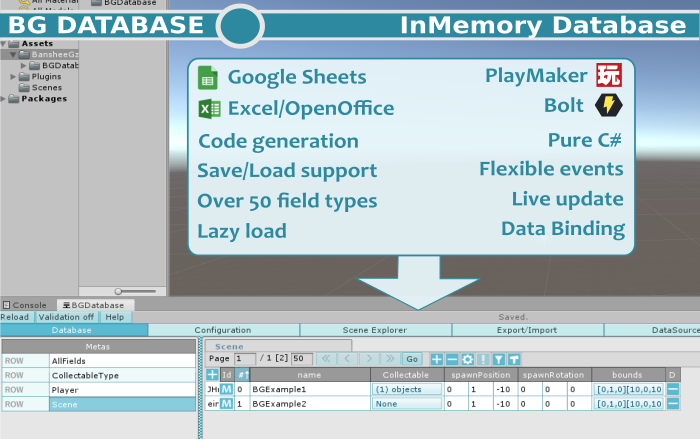 All Materials
BGDatabase
BG DATABASE
InMemory Database
Assets
BansheeGz
BGDatab
Plugins
Scenes
Packages
Google Sheets
PlayMaker 玩
Excel/OpenOffice
Bolt
Code generation
Pure C#
Save/Load support
Flexible events
Over 50 field types
Live update
Lazy load
Data Binding
Console
BGDatabase
Reload Validation off Help
Saved.
Database Configuration Scene Explorer Export/Import DataSource
Metas
Scene
ROW AllFields
ROW CollectableType
ROW Player
ROW Scene
Page 1 / 1 [2] 50 Go
Id # name Collectable spawnPosition spawnRotation bounds D
M 0 BGExample1 (1) objects 0 1 -10 0 0 0 [0,1,0][10,0,10
M 1 BGExample2 None 0 1 -10 0 0 0 [0,1,0][10,0,10